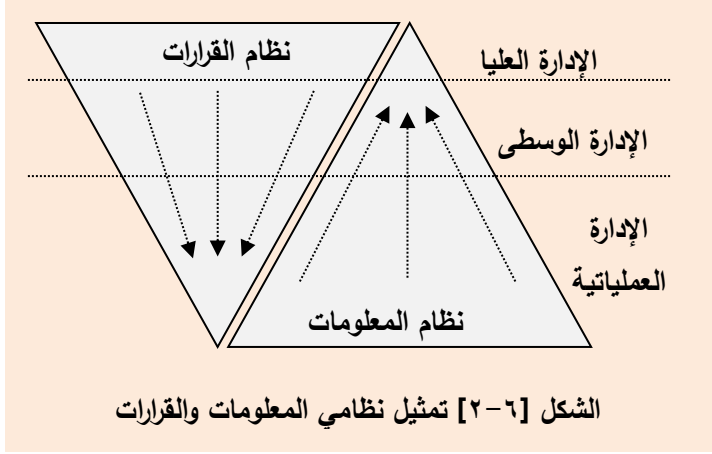 نظام القرارات
الإدارة العليا
الإدارة الوسطى
الإدارة
العملياتية
نظام المعلومات
الشكل [٦-٢] تمثيل نظامي المعلومات والقرارات